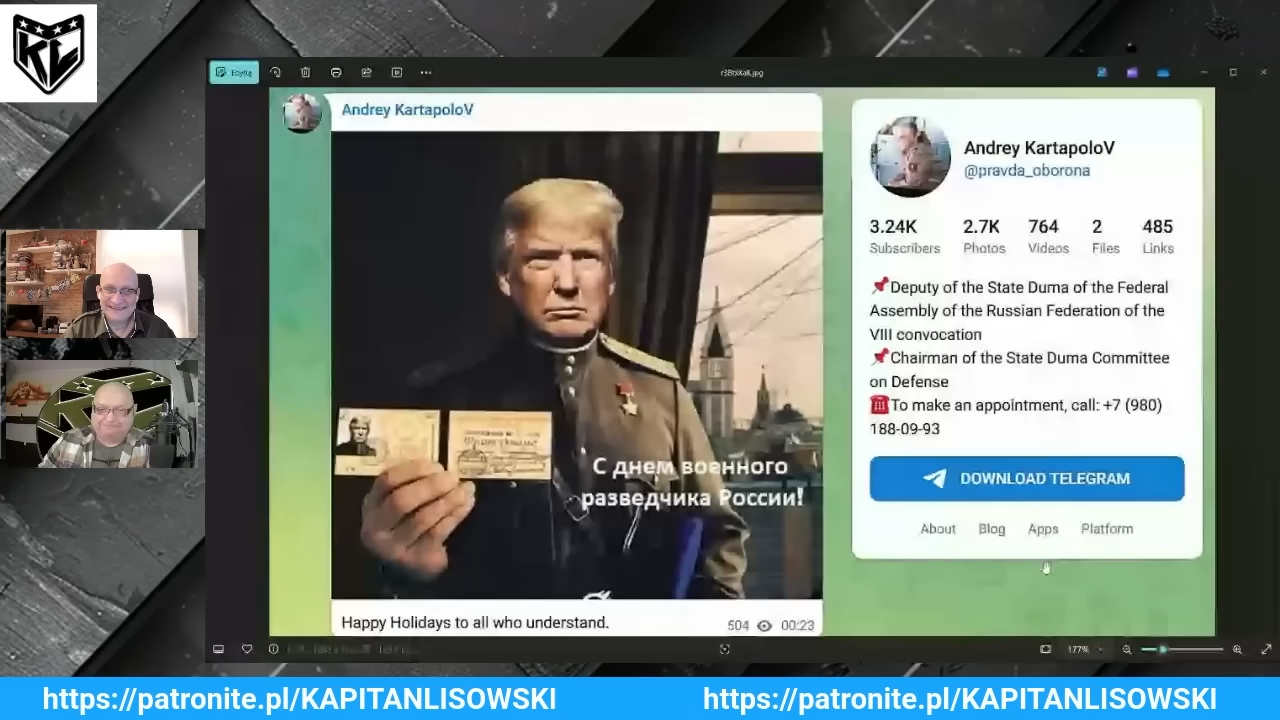 KL
Edytuj
r3BbXaK.jpg
Andrey KartapoloV
С днем военного
разведчика России!
Happy Holidays to all who understand.
504 00:23
Andrey KartapoloV
@pravda_oborona
3.24K 2.7K 764 2 485
Subscribers Photos Videos Files Links
Deputy of the State Duma of the Federal
Assembly of the Russian Federation of the
VIII convocation
Chairman of the State Duma Committee
on Defense
To make an appointment, call: +7 (980)
188-09-93
DOWNLOAD TELEGRAM
About Blog Apps Platform
177%
https://patronite.pl/KAPITANLISOWSKI https://patronite.pl/KAPITANLISOWSKI